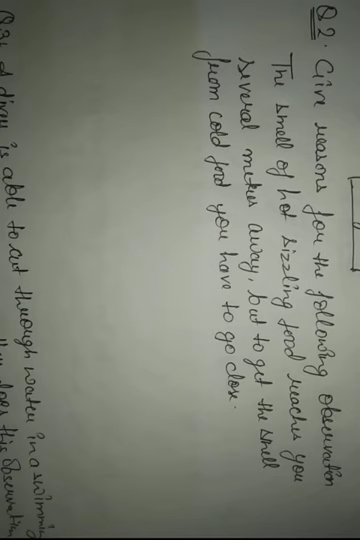 Q2. Give reasons for the following observation
The smell of hot sizzling food reaches you
several metres away, but to get the smell
from cold food you have to go close.
Q3. A diver is able to cut through water in a swimming
does this observation